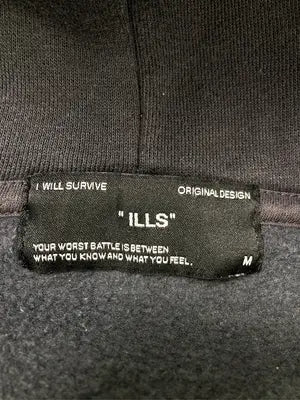 I WILL SURVIVE ORIGINAL DESIGN
" ILLS"
YOUR WORST BATTLE IS BETWEEN
WHAT YOU KNOW AND WHAT YOU FEEL. M